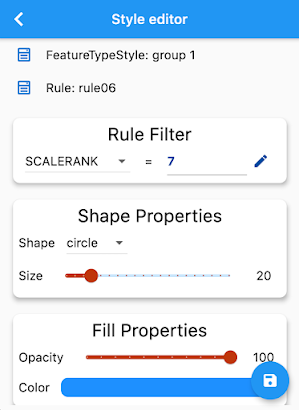 Style editor
FeatureTypeStyle: group 1
Rule: rule06
Rule Filter
SCALERANK = 7
Shape Properties
Shape circle
Size 20
Fill Properties
Opacity 100
Color